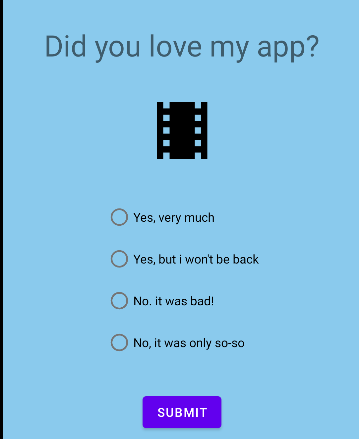 Did you love my app?
Yes, very much
Yes, but i won't be back
No. it was bad!
No, it was only so-so
SUBMIT